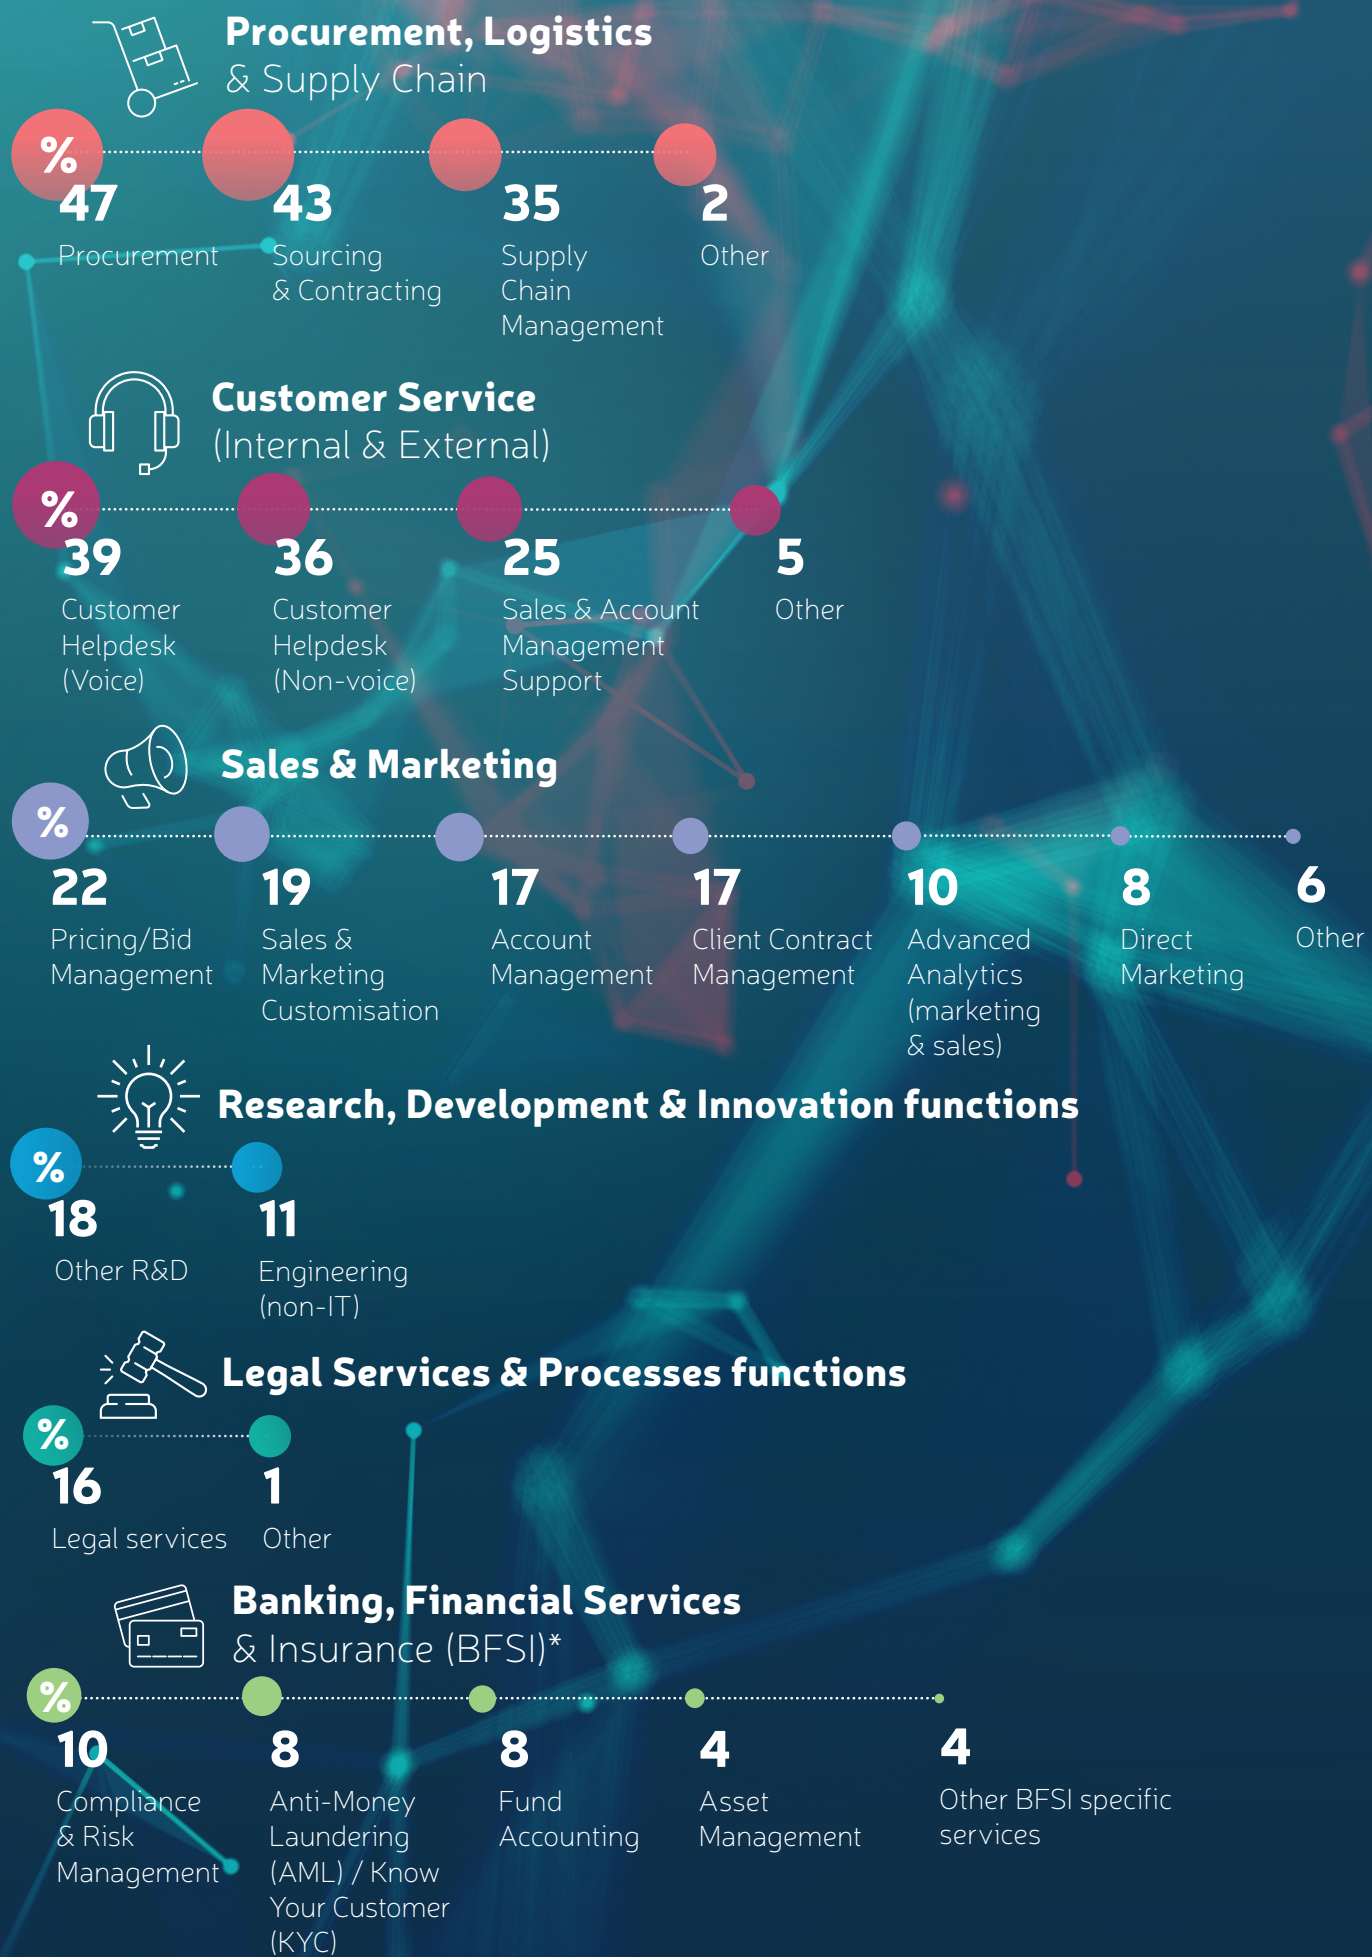 Procurement, Logistics
& Supply Chain
%
47
Procurement
43
Sourcing
& Contracting
35
Supply
Chain
Management
2
Other
Customer Service
(Internal & External)
%
39
Customer
Helpdesk
(Voice)
36
Customer
Helpdesk
(Non-voice)
25
Sales & Account
Management
Support
5
Other
Sales & Marketing
%
22
Pricing/Bid
Management
19
Sales &
Marketing
Customisation
17
Account
Management
17
Client Contract
Management
10
Advanced
Analytics
(marketing
& sales)
8
Direct
Marketing
6
Other
Research, Development & Innovation functions
%
18
Other R&D
11
Engineering
(non-IT)
Legal Services & Processes functions
%
16
Legal services
1
Other
Banking, Financial Services
& Insurance (BFSI)*
%
10
Compliance
& Risk
Management
8
Anti-Money
Laundering
(AML) / Know
Your Customer
(KYC)
8
Fund
Accounting
4
Asset
Management
4
Other BFSI specific
services